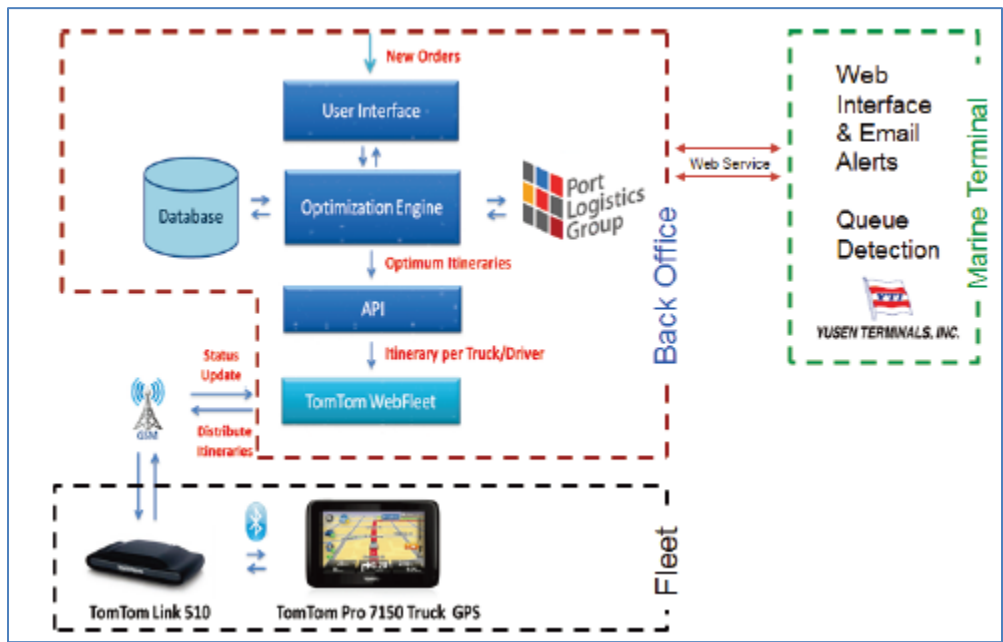 New Orders
User Interface
Database
Optimization Engine
Port
Logistics
Group
Optimum Itineraries
API
Itinerary per Truck/Driver
Status
Update
TomTom WebFleet
GSM
Distribute
Itineraries
Back Office
Web Service
Web
Interface
& Email
Alerts
Queue
Detection
YTI
YUSEN TERMINALS, INC.
Marine Terminal
TomTom Link 510
TomTom Pro 7150 Truck GPS
Fleet